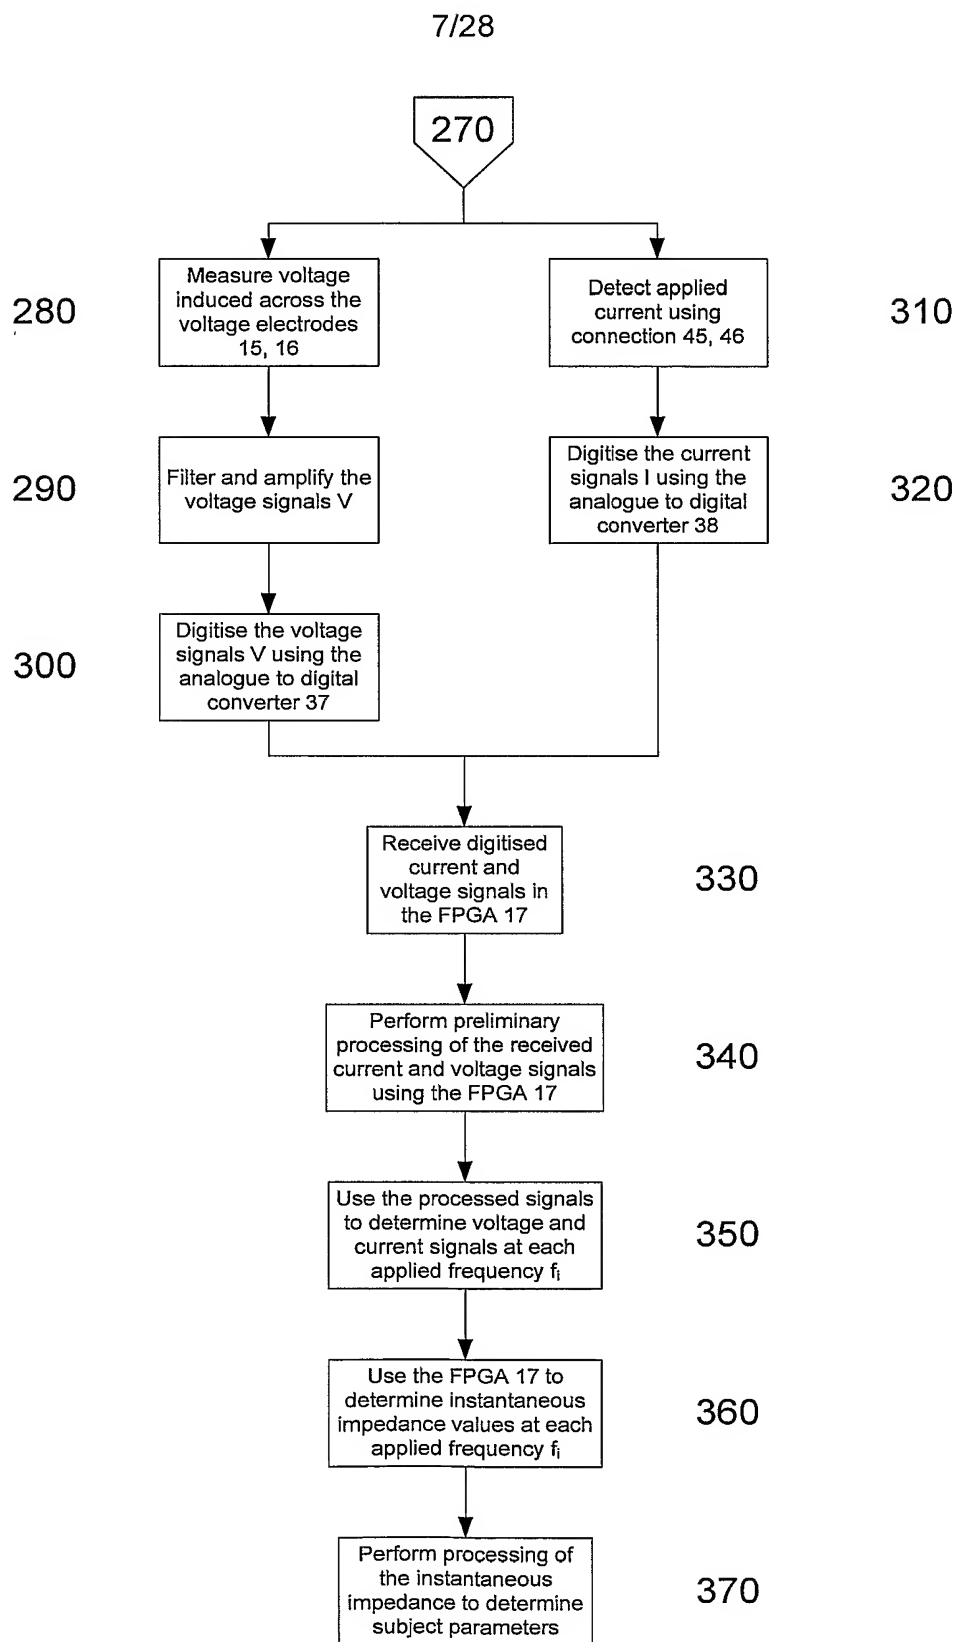 7/28
270
280
Measure voltage
induced across the
voltage electrodes
15, 16
Detect applied
current using
connection 45, 46
310
290
Filter and amplify the
voltage signals V
Digitise the current
signals I using the
analogue to digital
converter 38
320
300
Digitise the voltage
signals V using the
analogue to digital
converter 37
Receive digitised
current and
voltage signals in
the FPGA 17
330
Perform preliminary
processing of the received
current and voltage signals
using the FPGA 17
340
Use the processed signals
to determine voltage and
current signals at each
applied frequency fi
350
Use the FPGA 17 to
determine instantaneous
impedance values at each
applied frequency fi
360
Perform processing of
the instantaneous
impedance to determine
subject parameters
370